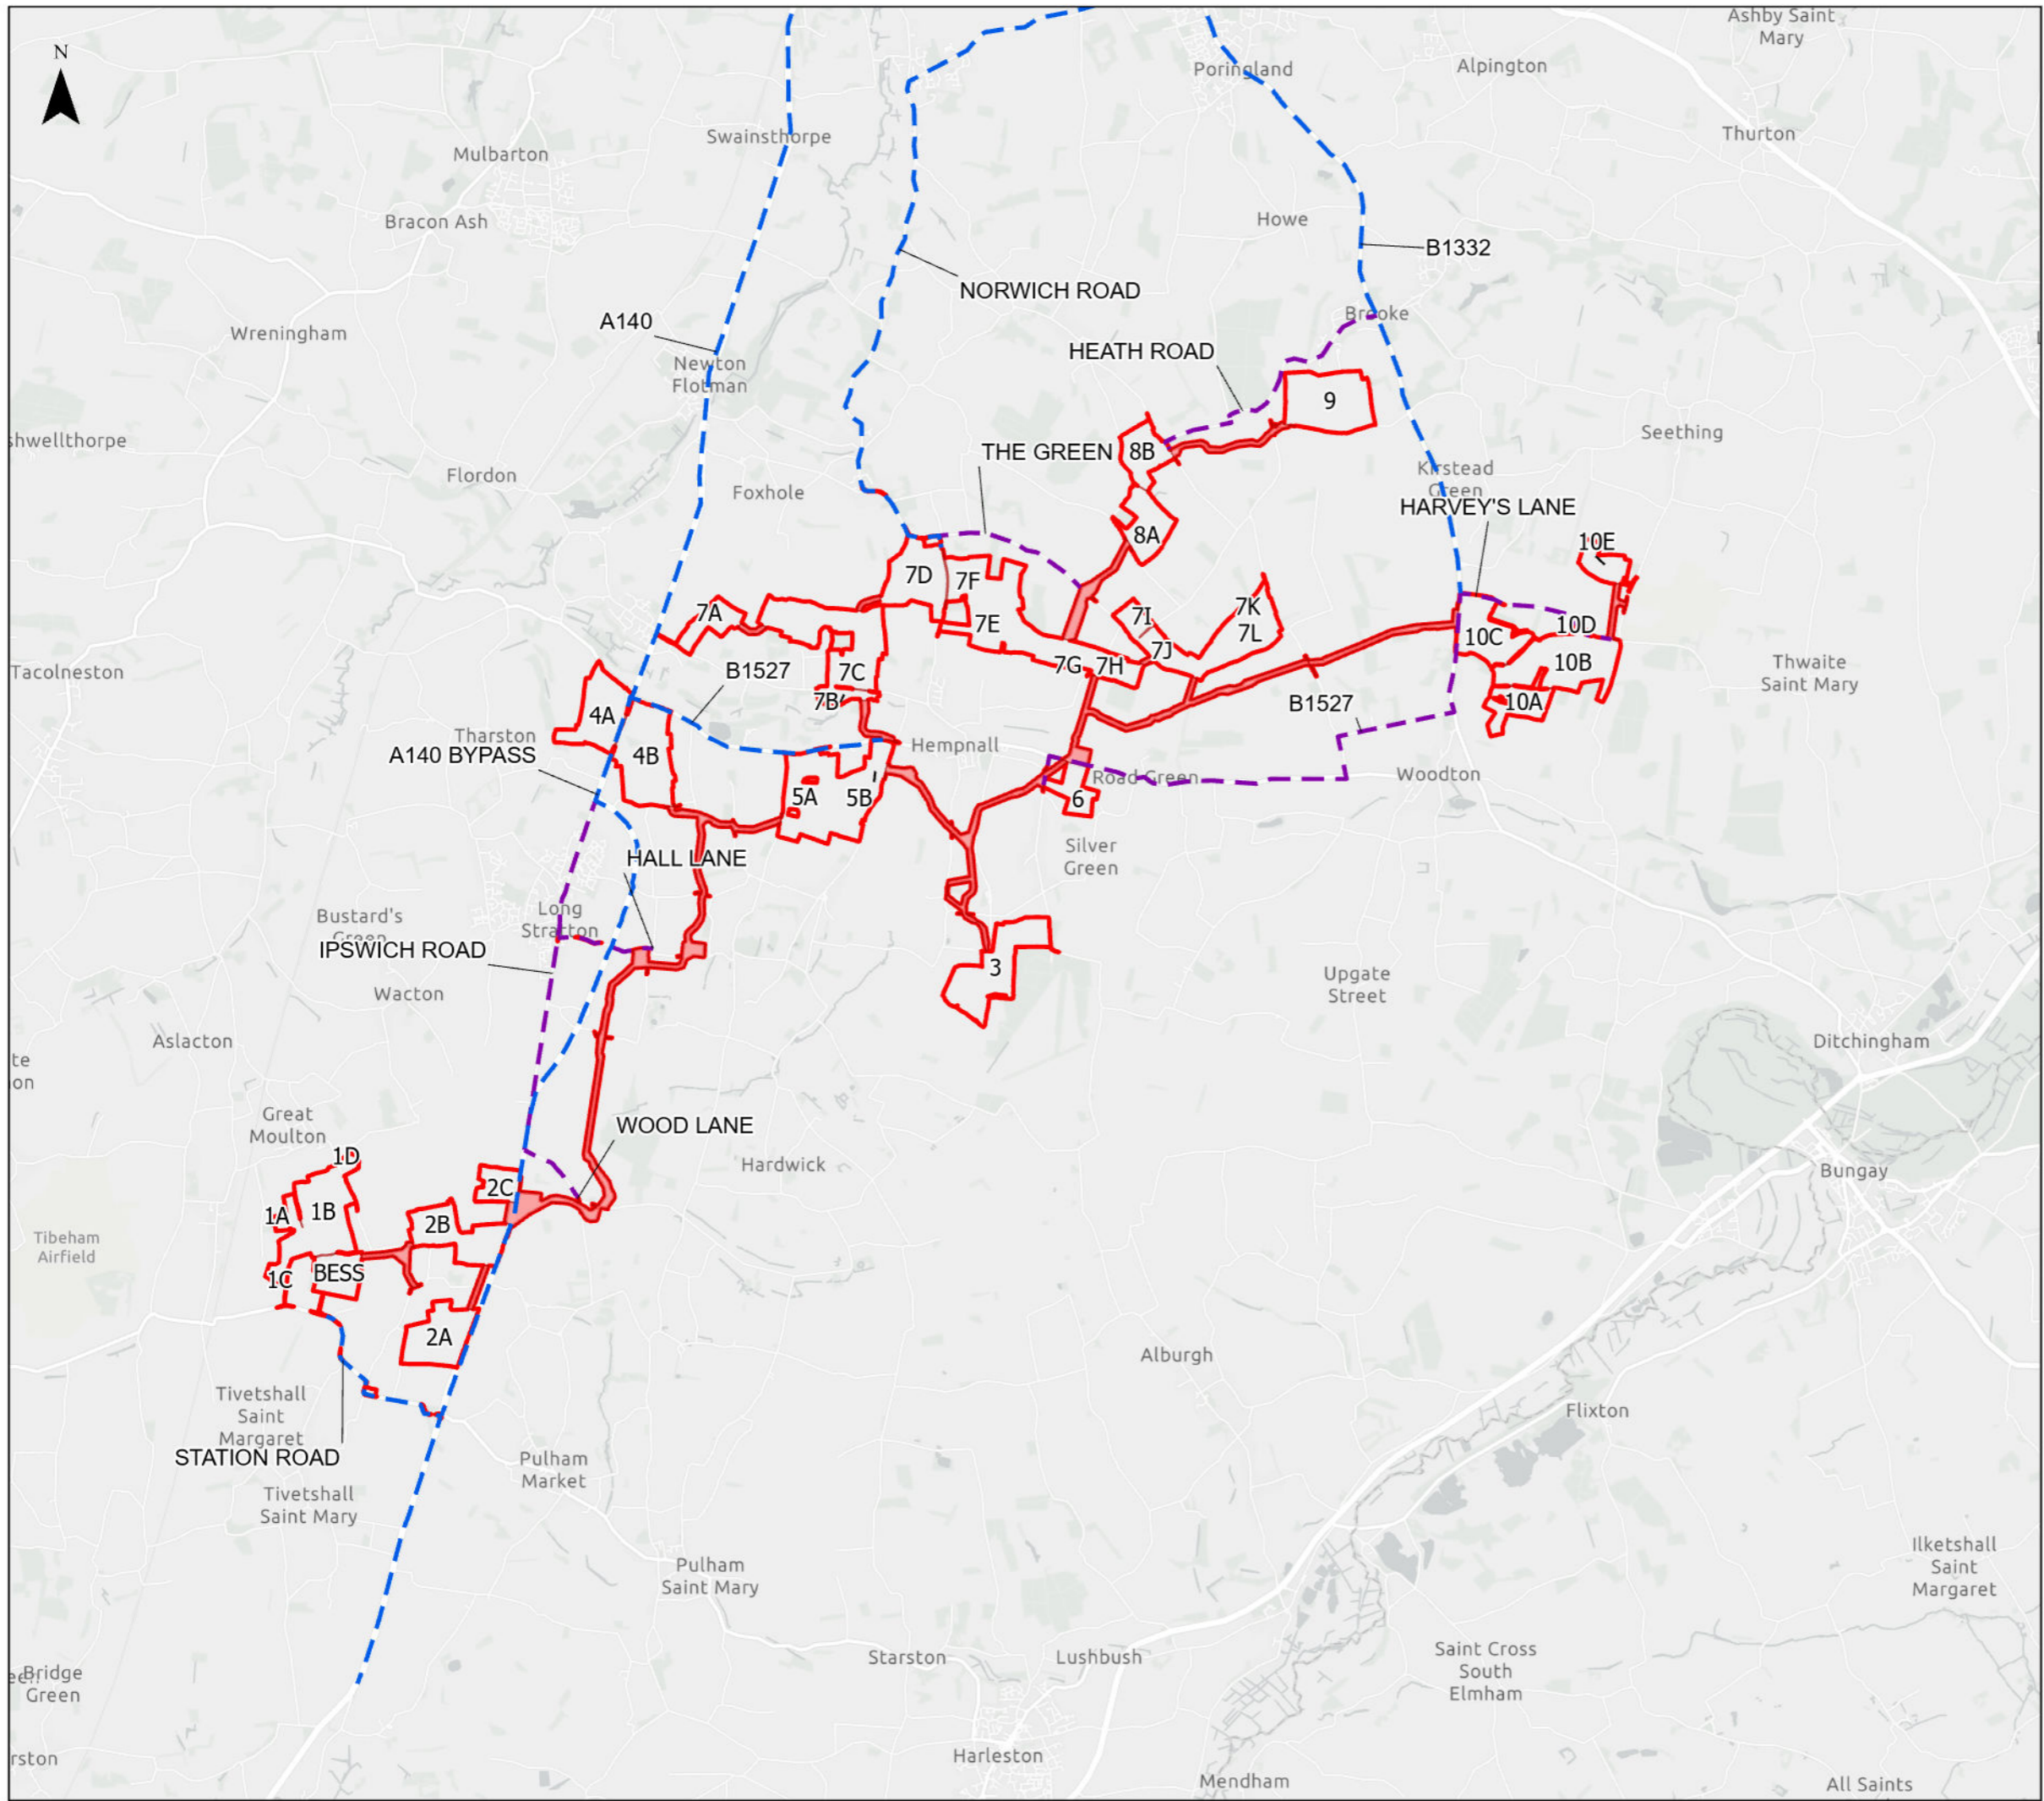 Ashby Saint
Mary
N
Poringland
Alpington
Swainsthorpe
Thurton
Mulbarton
Bracon Ash
Howe
B1332
NORWICH ROAD
Brooke
A140
Wreningham
HEATH ROAD
Newton
Flotman
9
Seething
THE GREEN
8B
Kirstead
Green
Flordon
Foxhole
HARVEY'S LANE
8A
10E
7D
7F
7K
7A
7I
7E
7L
10D
10C
7J
7G
7H
10B
Tacolneston
B1527
7C
Thwaite
Saint Mary
7B
B1527
10A
4A
Tharston
Hempnall
A140 BYPASS
4B
Road Green
Woodton
5A
5B
6
HALL LANE
Silver
Green
Long
Stratton
Bustard's
Green
IPSWICH ROAD
3
Upgate
Street
Wacton
Aslacton
Ditchingham
te
on
Great
Moulton
WOOD LANE
1D
Hardwick
Bungay
2C
1A
1B
2B
Tibeham
Airfield
1C
BESS
2A
Alburgh
Tivetshall
Saint
Margaret
Flixton
STATION ROAD
Pulham
Market
Tivetshall
Saint Mary
Pulham
Saint Mary
Ilketshall
Saint
Margaret
Starston
Lushbush
Saint Cross
South
Elmham
Bridge
Green
Harleston
rston
Mendham
All Saints